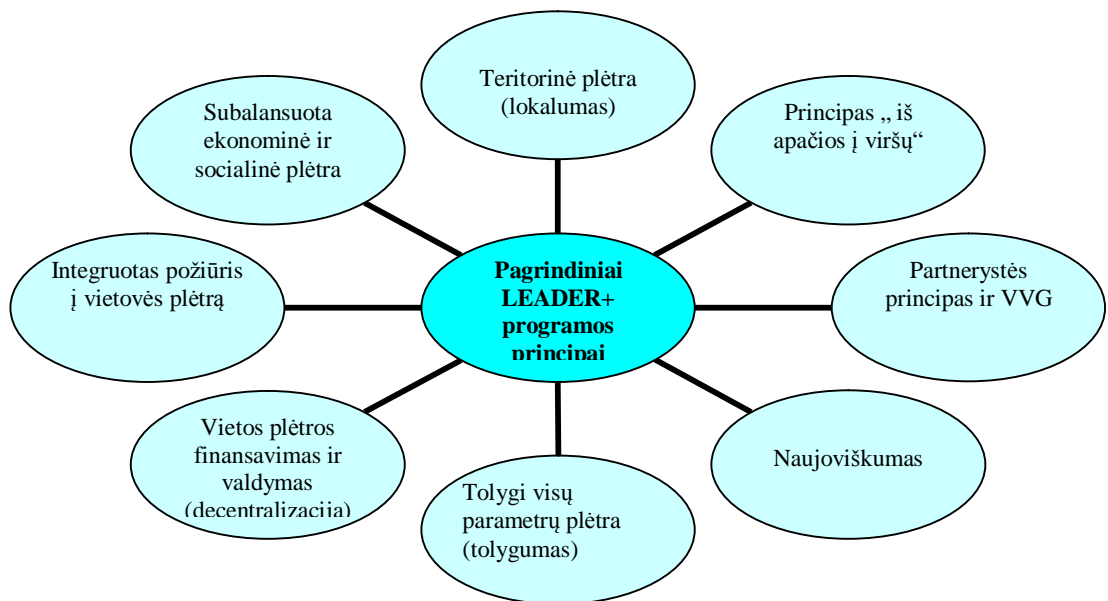 Teritorinė plėtra
(lokalumas)
Subalansuota
ekonominė ir
socialinė plėtra
Principas „ iš
apačios į viršų“
Integruotas požiūris
į vietovės plėtrą
Pagrindiniai
LEADER+
programos
principai
Partnerystės
principas ir VVG
Vietos plėtros
finansavimas ir
valdymas
(decentralizacija)
Tolygi visų
parametrų plėtra
(tolygumas)
Naujoviškumas